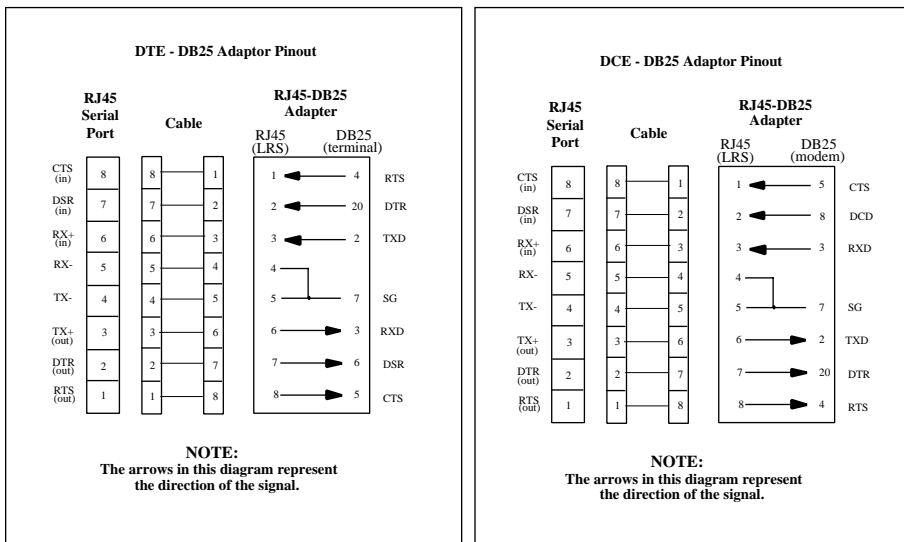 DTE - DB25 Adaptor Pinout
RJ45
Serial
Port
Cable
RJ45-DB25
Adapter
RJ45
(LRS)
DB25
(terminal)
CTS
(in)
8
8
1
1
4
RTS
DSR
(in)
7
7
2
2
20
DTR
RX+
(in)
6
6
3
3
2
TXD
RX-
5
5
4
4
TX-
4
4
5
5
7
SG
TX+
(out)
3
3
6
6
3
RXD
DTR
(out)
2
2
7
7
6
DSR
RTS
(out)
1
1
8
8
5
CTS
NOTE:
The arrows in this diagram represent
the direction of the signal.
DCE - DB25 Adaptor Pinout
RJ45
Serial
Port
Cable
RJ45-DB25
Adapter
RJ45
(LRS)
DB25
(modem)
CTS
(in)
8
8
1
1
5
CTS
DSR
(in)
7
7
2
2
8
DCD
RX+
(in)
6
6
3
3
3
RXD
RX-
5
5
4
4
TX-
4
4
5
5
7
SG
TX+
(out)
3
3
6
6
2
TXD
DTR
(out)
2
2
7
7
20
DTR
RTS
(out)
1
1
8
8
4
RTS
NOTE:
The arrows in this diagram represent
the direction of the signal.